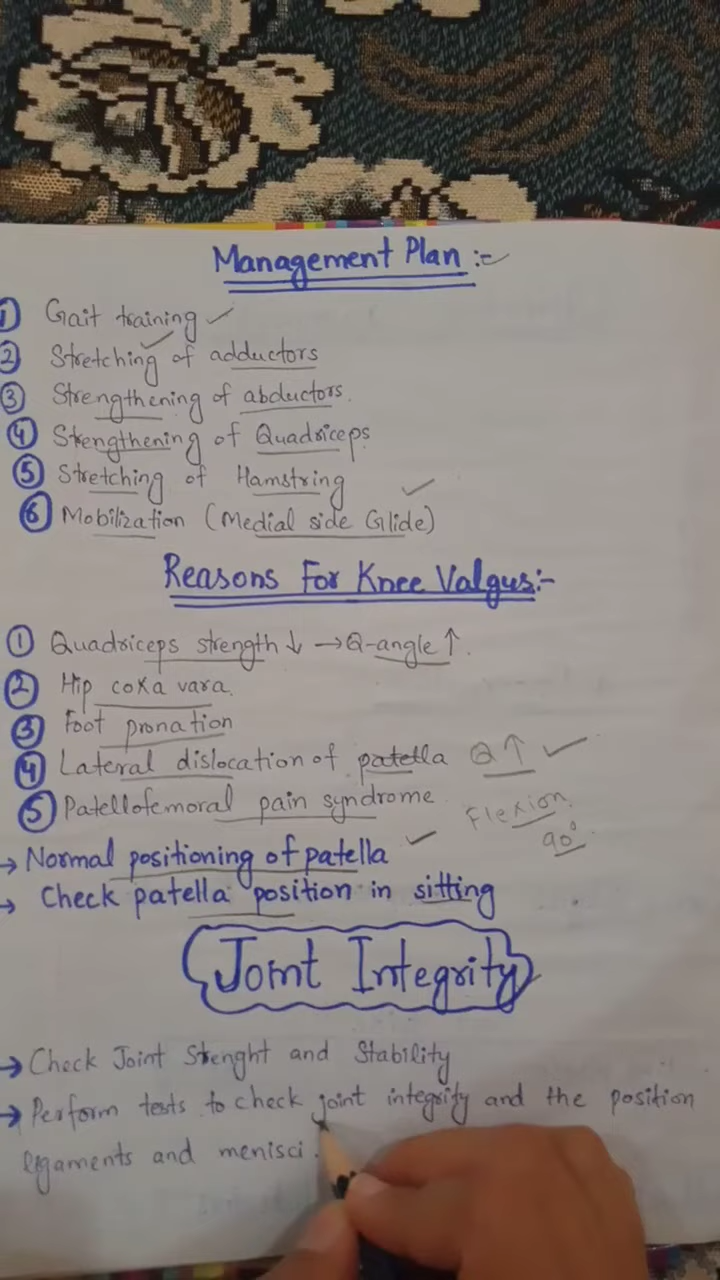 Management Plan :-
① Gait training ✓
② Stretching of adductors
③ Strengthening of abductors.
④ Stengthening of Quadriceps
⑤ Stretching of Hamstring
⑥ Mobilization (Medial side Glide)
Reasons For Knee Valgus:-
① Quadriceps strength ↓ → Q-angle ↑.
② Hip coxa vara.
③ Foot pronation
④ Lateral dislocation of patella Q ↑ ✓
⑤ Patellofemoral pain syndrome
Flexion
90°
→ Normal positioning of patella
→ Check patella position in sitting
Joint Integrity
→ Check Joint Strenght and Stability
→ Perform tests to check joint integrity and the position
ligaments and menisci.